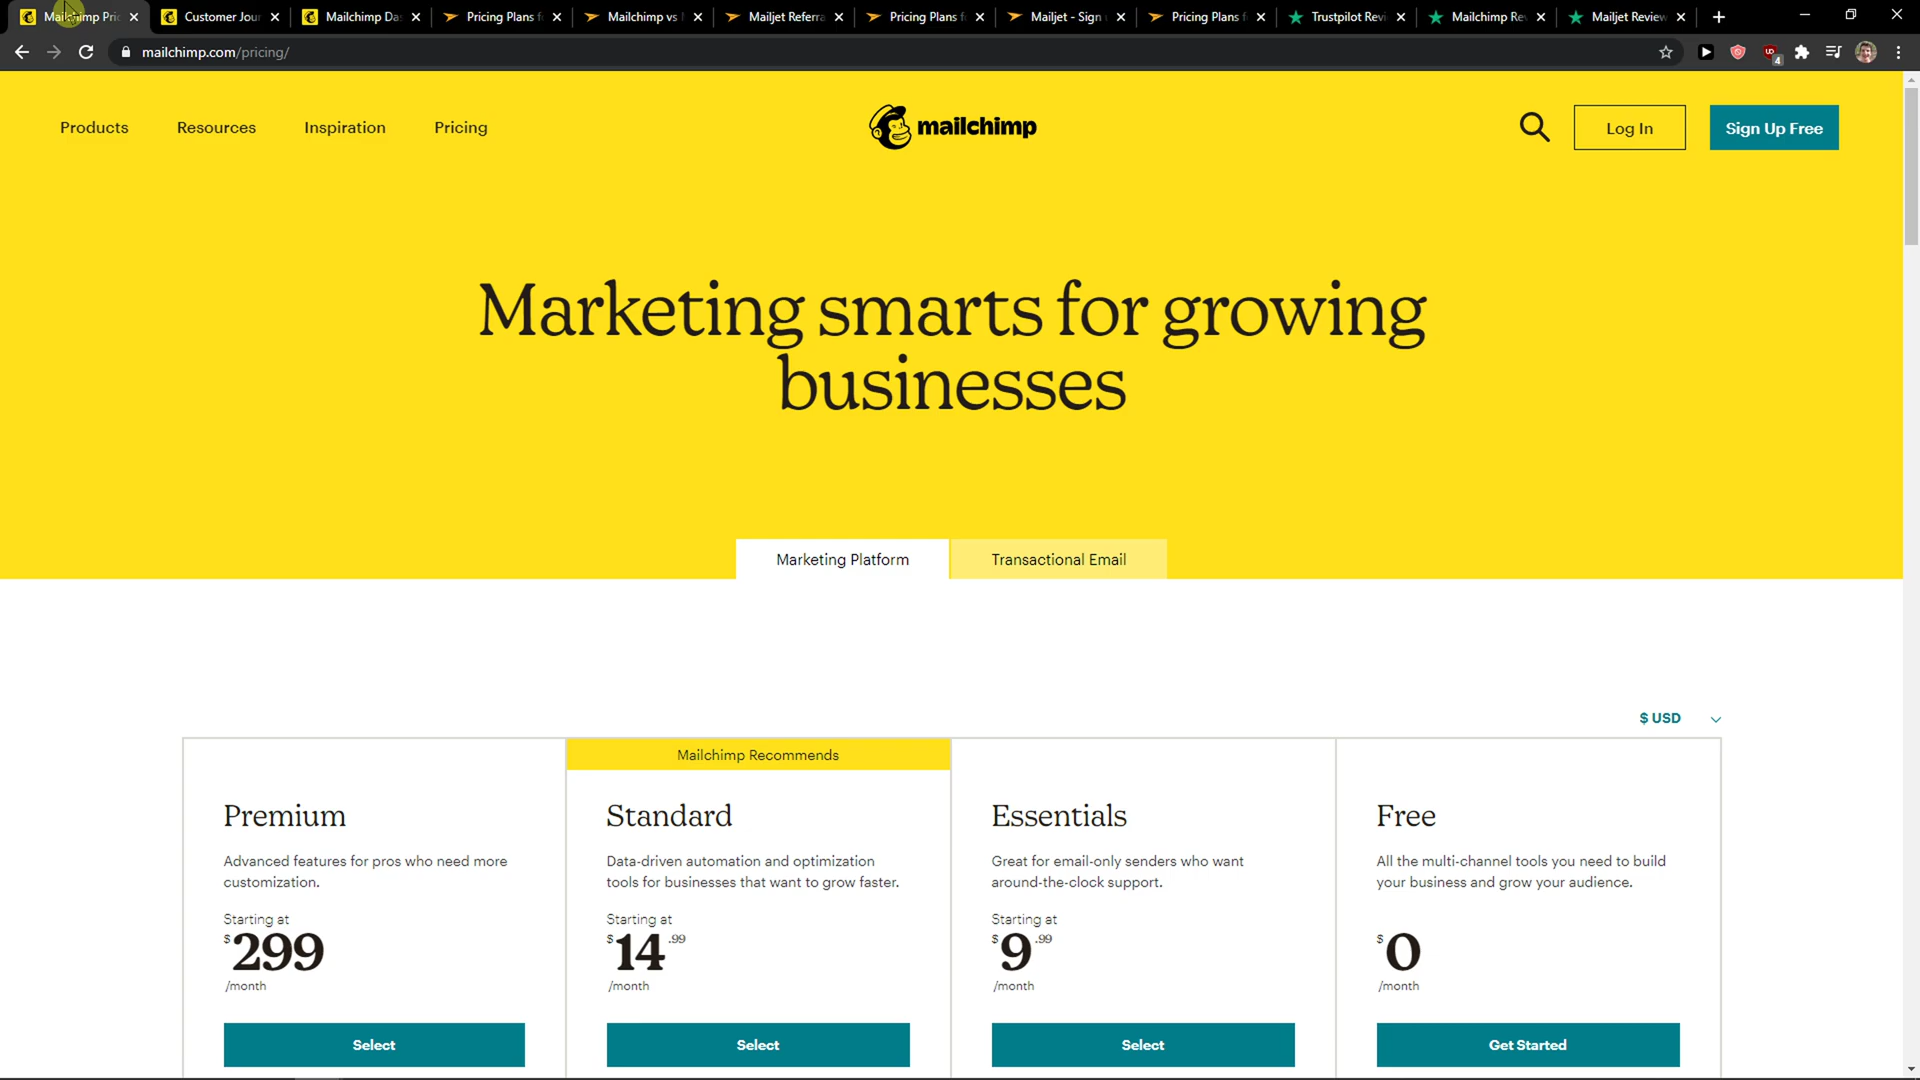 Mailchimp Pric
Customer Jour
Mailchimp Da
Pricing Plans f
Mailchimp vs
Mailjet Referra
Pricing Plans f
Mailjet - Sign u
Pricing Plans f
Trustpilot Revi
Mailchimp Re
Mailjet Review
mailchimp.com/pricing/
4
Products
Resources
Inspiration
Pricing
mailchimp
Log In
Sign Up Free
Marketing smarts for growing
businesses
Marketing Platform
Transactional Email
$ USD
Mailchimp Recommends
Premium
Advanced features for pros who need more
customization.
Starting at
$299
/month
Select
Standard
Data-driven automation and optimization
tools for businesses that want to grow faster.
Starting at
$14.99
/month
Select
Essentials
Great for email-only senders who want
around-the-clock support.
Starting at
$9.99
/month
Select
Free
All the multi-channel tools you need to build
your business and grow your audience.
$0
/month
Get Started